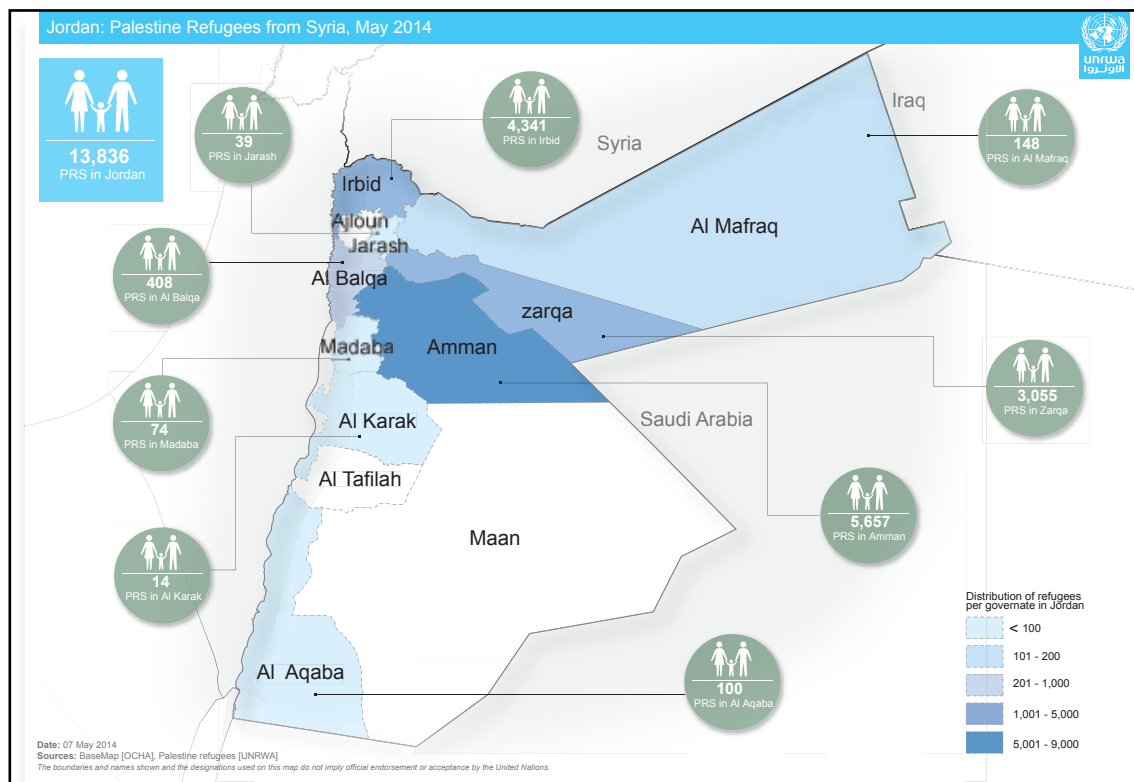 Jordan: Palestine Refugees from Syria, May 2014
unrwa
الأونروا
13,836
PRS in Jordan
39
PRS in Jarash
4,341
PRS in Irbid
148
PRS in Al Mafraq
408
PRS in Al Balqa
74
PRS in Madaba
14
PRS in Al Karak
3,055
PRS in Zarqa
5,657
PRS in Amman
100
PRS in Al Aqaba
Syria
Iraq
Saudi Arabia
Irbid
Ajloun
Jarash
Al Balqa
Al Mafraq
zarqa
Amman
Madaba
Al Karak
Al Tafilah
Maan
Al Aqaba
Distribution of refugees
per governate in Jordan
< 100
101 - 200
201 - 1,000
1,001 - 5,000
5,001 - 9,000
Date: 07 May 2014
Sources: BaseMap [OCHA], Palestine refugees [UNRWA]
The boundaries and names shown and the designations used on this map do not imply official endorsement or acceptance by the United Nations.